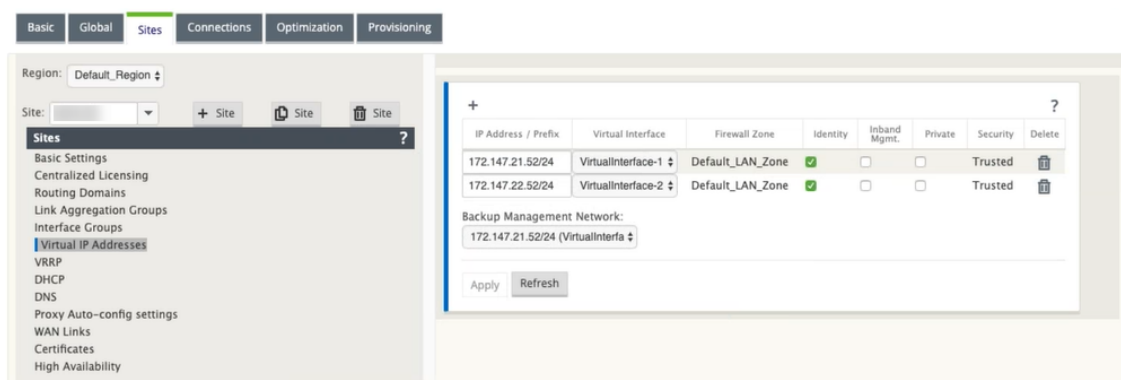 Basic Global Sites Connections Optimization Provisioning
Region: Default_Region
Site: + Site Site Site
Sites ?
Basic Settings
Centralized Licensing
Routing Domains
Link Aggregation Groups
Interface Groups
Virtual IP Addresses
VRRP
DHCP
DNS
Proxy Auto-config settings
WAN Links
Certificates
High Availability
+ ?
IP Address / Prefix Virtual Interface Firewall Zone Identity Inband Mgmt. Private Security Delete
172.147.21.52/24 VirtualInterface-1 Default_LAN_Zone Trusted
172.147.22.52/24 VirtualInterface-2 Default_LAN_Zone Trusted
Backup Management Network:
172.147.21.52/24 (VirtualInterfa
Apply Refresh